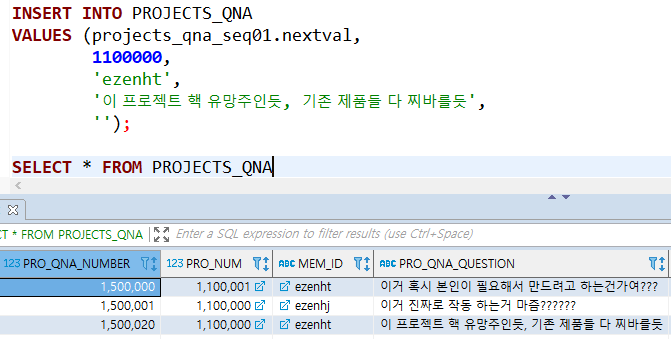 INSERT INTO PROJECTS_QNA
VALUES (projects_qna_seq01.nextval,
1100000,
'ezenht',
'이 프로젝트 핵 유망주인듯, 기존 제품들 다 찌바를듯',
'');
SELECT * FROM PROJECTS_QNA
CT * FROM PROJECTS_QNA Enter a SQL expression to filter results (use Ctrl+Space)
123 PRO_QNA_NUMBER 123 PRO_NUM ABC MEM_ID ABC PRO_QNA_QUESTION
1,500,000 1,100,001 ezenht 이거 혹시 본인이 필요해서 만드려고 하는건가여???
1,500,001 1,100,000 ezenhj 이거 진짜로 작동 하는거 마즘??????
1,500,020 1,100,000 ezenht 이 프로젝트 핵 유망주인듯, 기존 제품들 다 찌바를듯